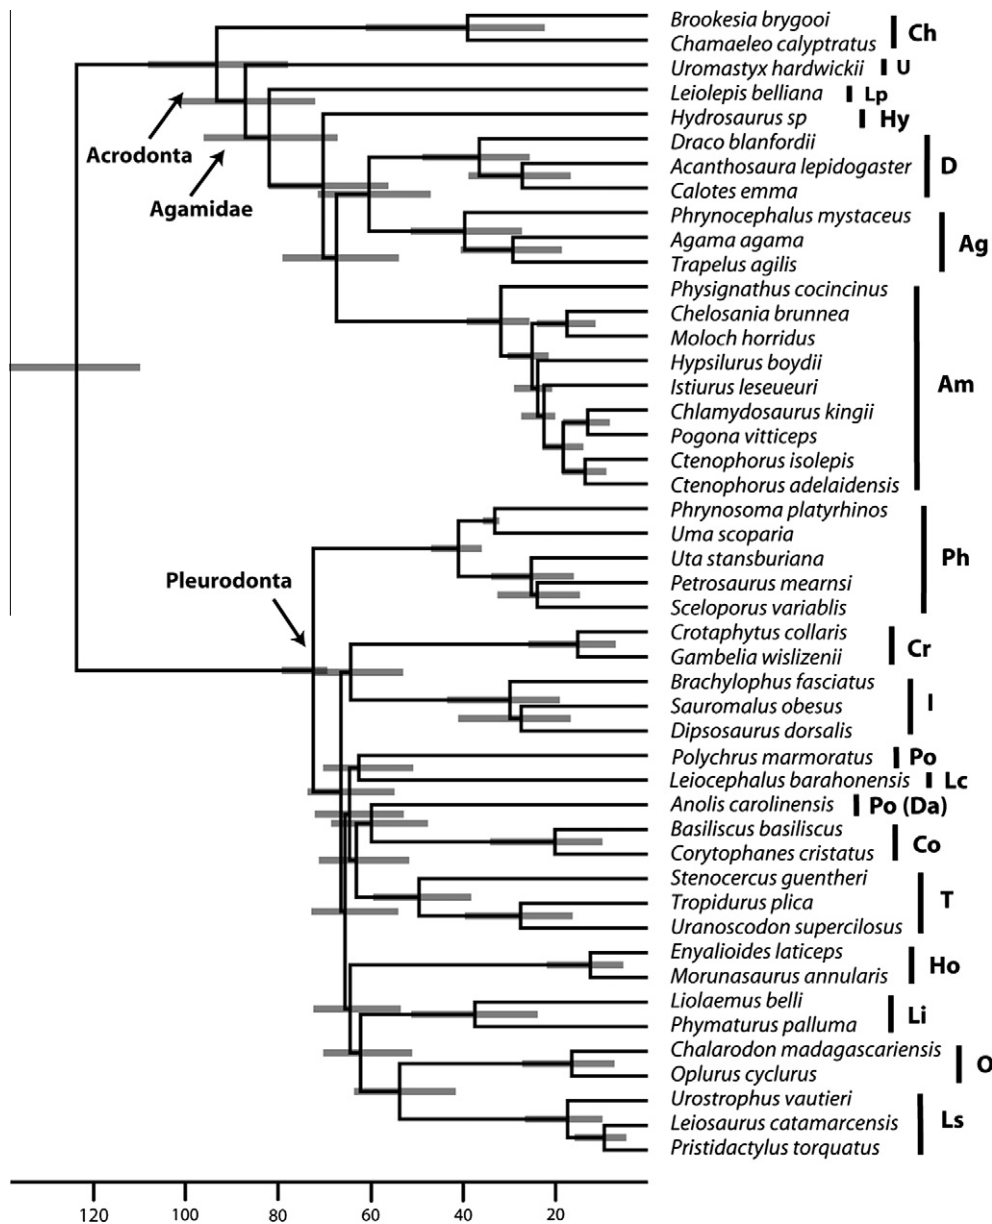 Brookesia brygooi
Chamaeleo calyptratus
Ch
Uromastyx hardwickii
U
Leiolepis belliana
Lp
Hydrosaurus sp
Hy
Draco blanfordii
Acanthosaura lepidogaster
D
Calotes emma
Acrodonta
Agamidae
Phrynocephalus mystaceus
Agama agama
Ag
Trapelus agilis
Physignathus cocincinus
Chelosania brunnea
Moloch horridus
Hypsilurus boydii
Istiurus leseueuri
Am
Chlamydosaurus kingii
Pogona vitticeps
Ctenophorus isolepis
Ctenophorus adelaidensis
Phrynosoma platyrhinos
Uma scoparia
Uta stansburiana
Ph
Pleurodonta
Petrosaurus mearnsi
Sceloporus variablis
Crotaphytus collaris
Cr
Gambelia wislizenii
Brachylophus fasciatus
Sauromalus obesus
I
Dipsosaurus dorsalis
Polychrus marmoratus
Po
Leiocephalus barahonensis
Lc
Anolis carolinensis
Po (Da)
Basiliscus basiliscus
Co
Corytophanes cristatus
Stenocercus guentheri
Tropidurus plica
T
Uranoscodon supercilosus
Enyalioides laticeps
Ho
Morunasaurus annularis
Liolaemus belli
Li
Phymaturus palluma
Chalarodon madagascariensis
O
Oplurus cyclurus
Urostrophus vautieri
Leiosaurus catamarcensis
Ls
Pristidactylus torquatus
120 100 80 60 40 20